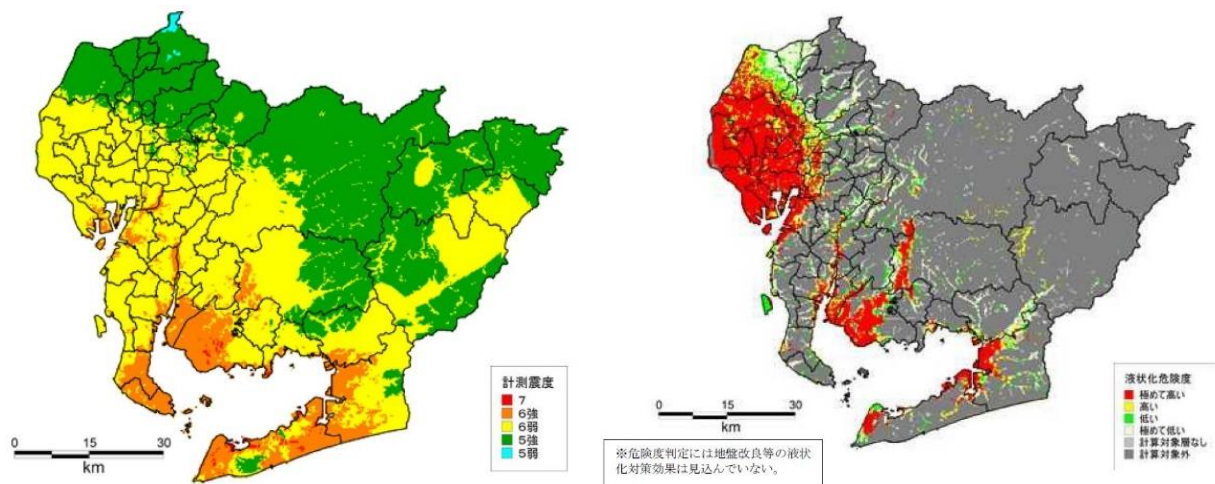 計測震度
7
6強
6弱
5強
5弱
0 15 30
km
※危険度判定には地盤改良等の液状
化対策効果は見込んでいない。
0 15 30
km
液状化危険度
極めて高い
高い
低い
極めて低い
計算対象層なし
計算対象外